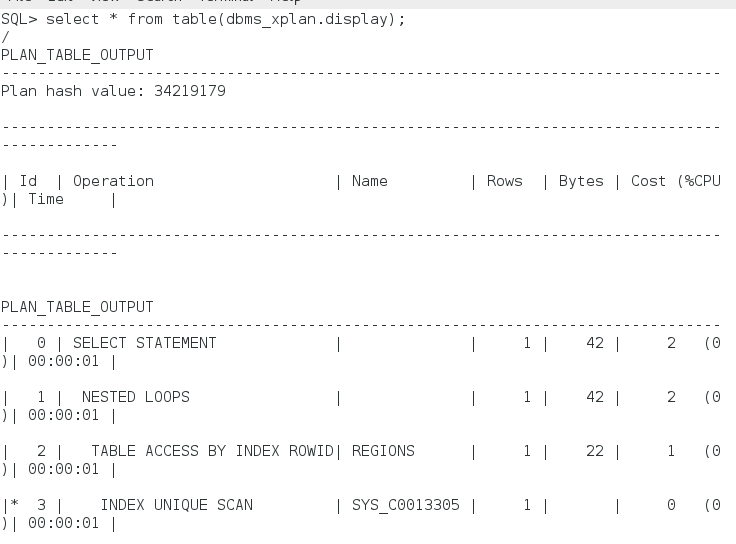 SQL> select * from table(dbms_xplan.display);
/
PLAN_TABLE_OUTPUT
--------------------------------------------------------------------------------
Plan hash value: 34219179

--------------------------------------------------------------------------------
-------------

| Id  | Operation                    | Name         | Rows  | Bytes | Cost (%CPU
)| Time     |

--------------------------------------------------------------------------------
-------------


PLAN_TABLE_OUTPUT
--------------------------------------------------------------------------------
|   0 | SELECT STATEMENT             |              |     1 |    42 |     2   (0
)| 00:00:01 |

|   1 |  NESTED LOOPS                |              |     1 |    42 |     2   (0
)| 00:00:01 |

|   2 |   TABLE ACCESS BY INDEX ROWID| REGIONS      |     1 |    22 |     1   (0
)| 00:00:01 |

|*  3 |    INDEX UNIQUE SCAN         | SYS_C0013305 |     1 |       |     0   (0
)| 00:00:01 |